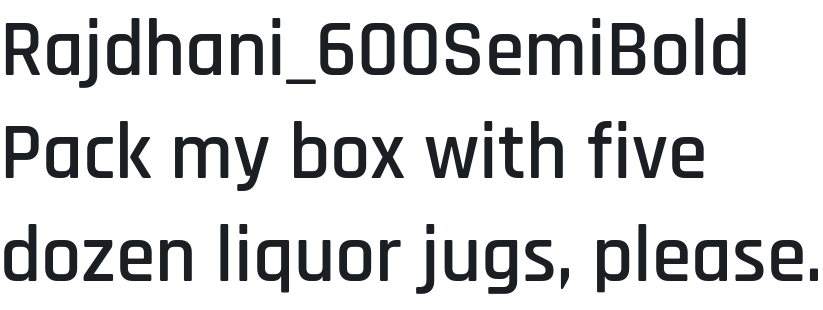 Rajdhani_600SemiBold
Pack my box with five
dozen liquor jugs, please.